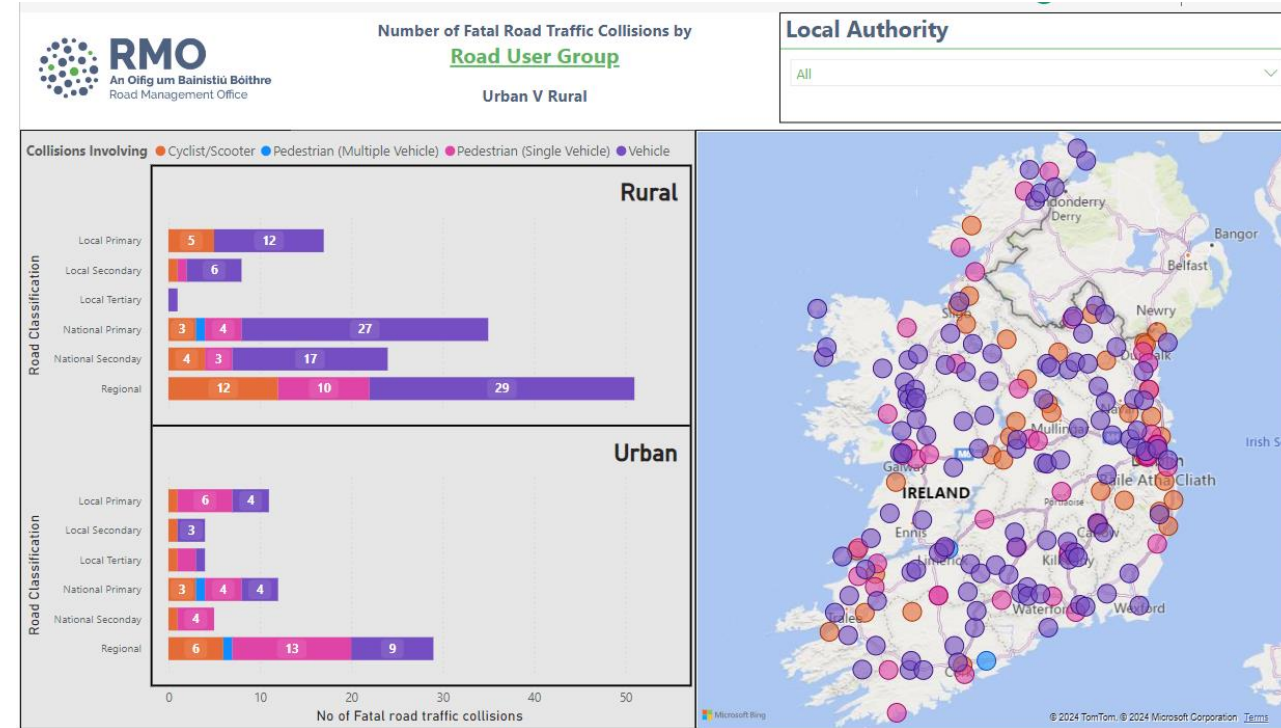 RMO
An Oifig um Bainistiú Bóithre
Road Management Office
Number of Fatal Road Traffic Collisions by
Road User Group
Urban V Rural
Local Authority
All
Collisions Involving Cyclist/Scooter Pedestrian (Multiple Vehicle) Pedestrian (Single Vehicle) Vehicle
Rural
Road Classification
Local Primary 5 12
Local Secondary 6
Local Tertiary
National Primary 3 4 27
National Seconday 4 3 17
Regional 12 10 29
Urban
Road Classification
Local Primary 6 4
Local Secondary 3
Local Tertiary
National Primary 3 4 4
National Seconday 4
Regional 6 13 9
0 10 20 30 40 50
No of Fatal road traffic collisions
Derry
Bangor
Belfast
Newry
Galway
IRELAND
Baile Atha Cliath
Portlaoise
Ennis
Limerick
Waterford
Wexford
Tralee
Irish S
Microsoft Bing
© 2024 TomTom, © 2024 Microsoft Corporation Terms